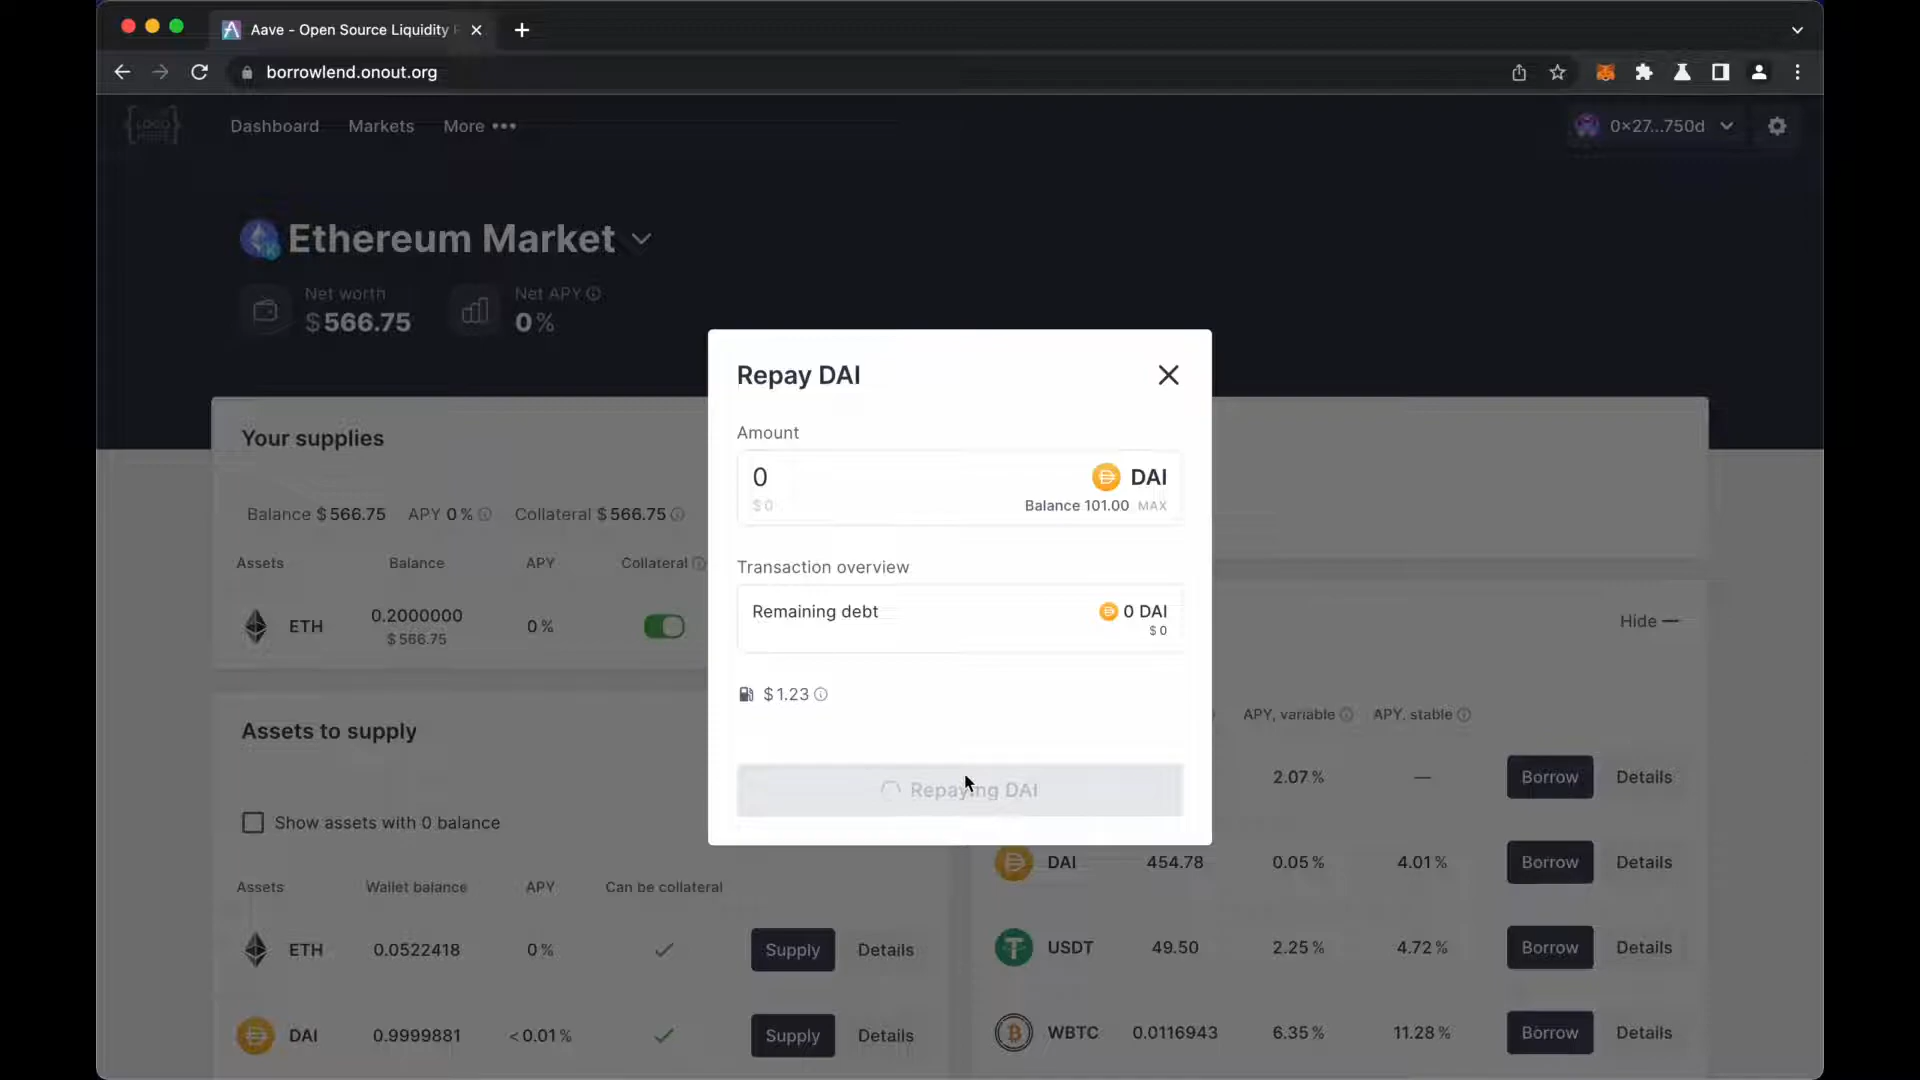 Aave - Open Source Liquidity
borrowlend.onout.org
Dashboard Markets More •••
0×27...750d
Ethereum Market
Net worth
$ 566.75
Net APY
0 %
Repay DAI
Amount
0
DAI
$ 0
Balance 101.00 MAX
Transaction overview
Remaining debt
0 DAI
$ 0
$ 1.23
Repaying DAI
Your supplies
Balance $ 566.75 APY 0 % Collateral $ 566.75
Assets Balance APY Collateral
ETH 0.2000000 0 %
$ 566.75
Assets to supply
Show assets with 0 balance
Assets Wallet balance APY Can be collateral
ETH 0.0522418 0 % Supply Details
DAI 0.9999881 <0.01 % Supply Details
Hide —
APY, variable APY, stable
2.07 % — Borrow Details
DAI 454.78 0.05 % 4.01 % Borrow Details
USDT 49.50 2.25 % 4.72 % Borrow Details
WBTC 0.0116943 6.35 % 11.28 % Borrow Details